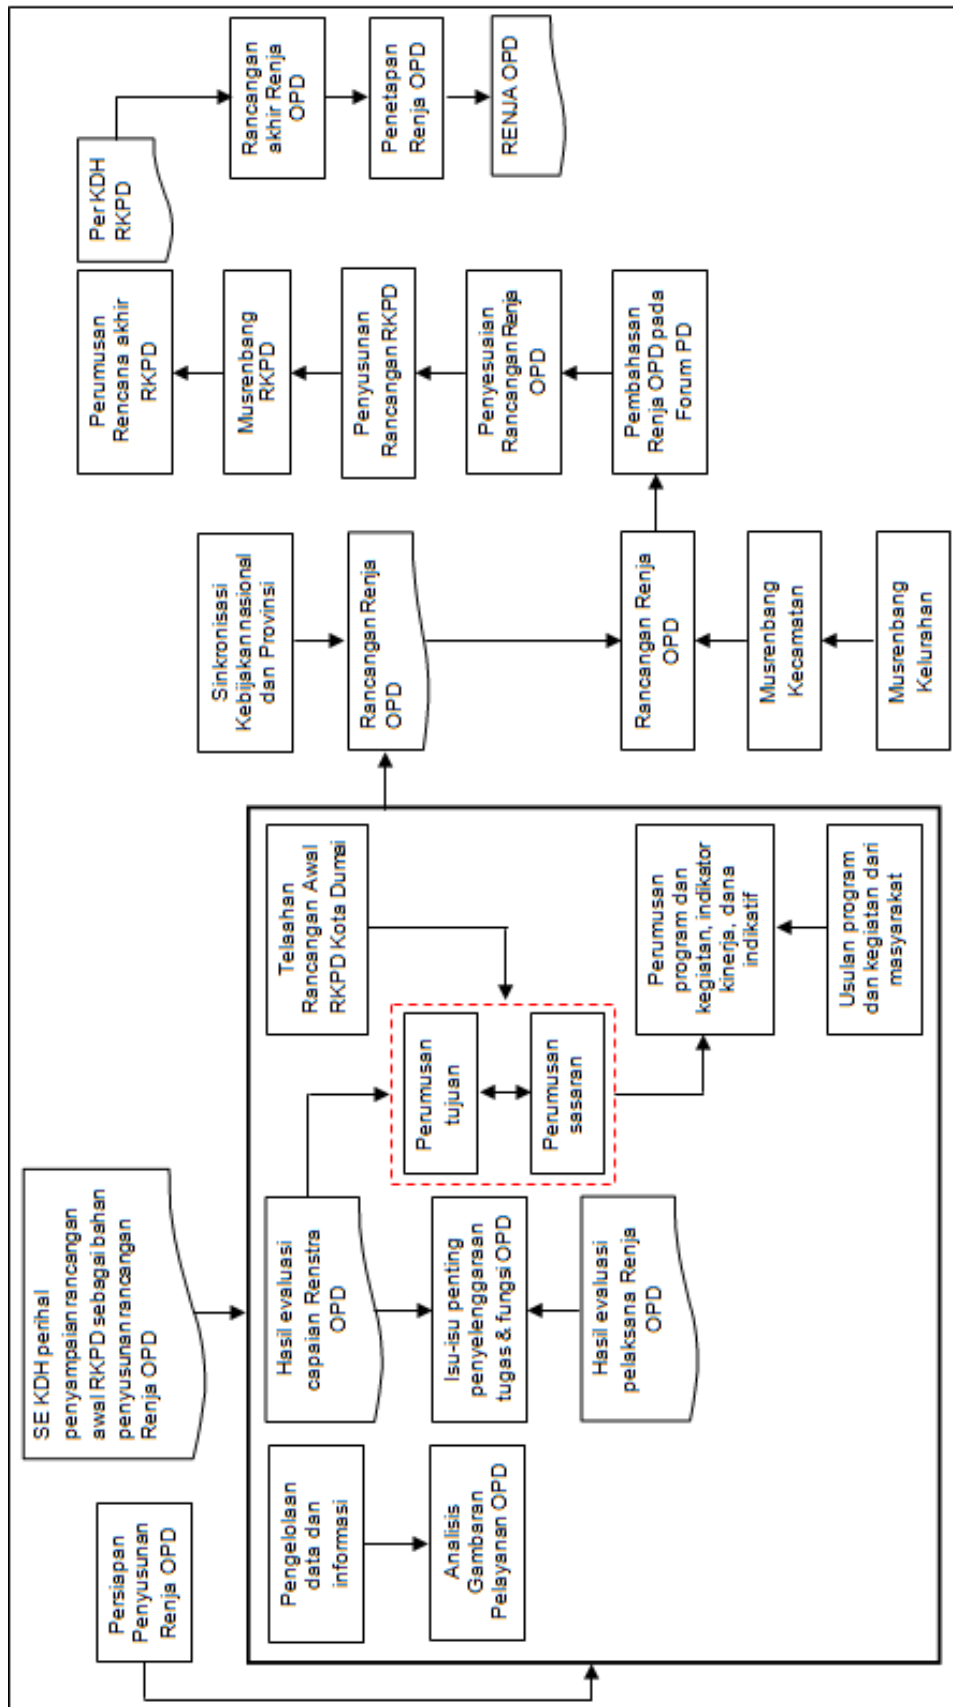 Persiapan
Penyusunan
Renja OPD
SE KDH perihal
penyampaian rancangan
awal RKPD sebagai bahan
penyusunan rancangan
Renja OPD
Pengelolaan
data dan
informasi
Analisis
Gambaran
Pelayanan OPD
Hasil evaluasi
capaian Renstra
OPD
Isu-isu penting
penyelenggaraan
tugas & fungsi OPD
Hasil evaluasi
pelaksana Renja
OPD
Telaahan
Rancangan Awal
RKPD Kota Dumai
Perumusan
tujuan
Perumusan
sasaran
Perumusan
program dan
kegiatan, indikator
kinerja, dana
indikatif
Usulan program
dan kegiatan dari
masyarakat
Sinkronisasi
Kebijakan nasional
dan Provinsi
Rancangan Renja
OPD
Rancangan Renja
OPD
Musrenbang
Kecamatan
Musrenbang
Kelurahan
Perumusan
Rencana akhir
RKPD
Musrenbang
RKPD
Penyusunan
Rancangan RKPD
Penyesuaian
Rancangan Renja
OPD
Pembahasan
Renja OPD pada
Forum PD
Per KDH
RKPD
Rancangan
akhir Renja
OPD
Penetapan
Renja OPD
RENJA OPD